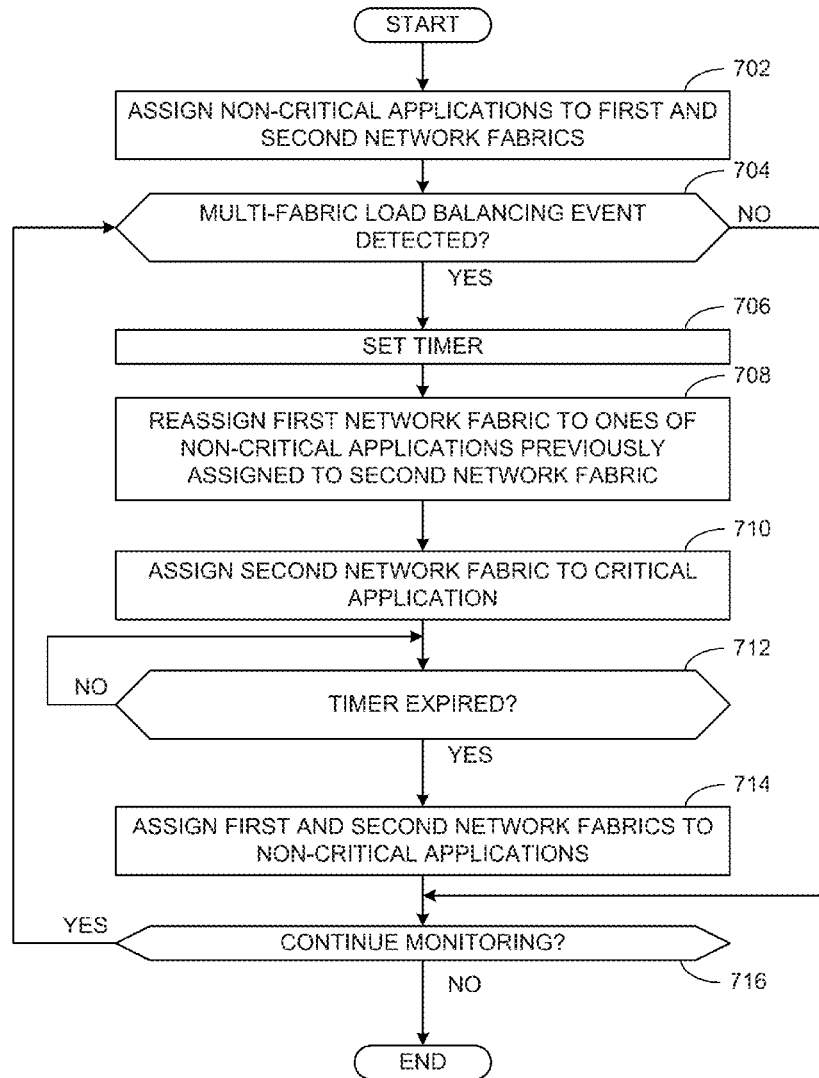 START
702
ASSIGN NON-CRITICAL APPLICATIONS TO FIRST AND
SECOND NETWORK FABRICS
704
MULTI-FABRIC LOAD BALANCING EVENT
DETECTED?
NO
YES
706
SET TIMER
708
REASSIGN FIRST NETWORK FABRIC TO ONES OF
NON-CRITICAL APPLICATIONS PREVIOUSLY
ASSIGNED TO SECOND NETWORK FABRIC
710
ASSIGN SECOND NETWORK FABRIC TO CRITICAL
APPLICATION
712
NO
TIMER EXPIRED?
YES
714
ASSIGN FIRST AND SECOND NETWORK FABRICS TO
NON-CRITICAL APPLICATIONS
YES
CONTINUE MONITORING?
716
NO
END